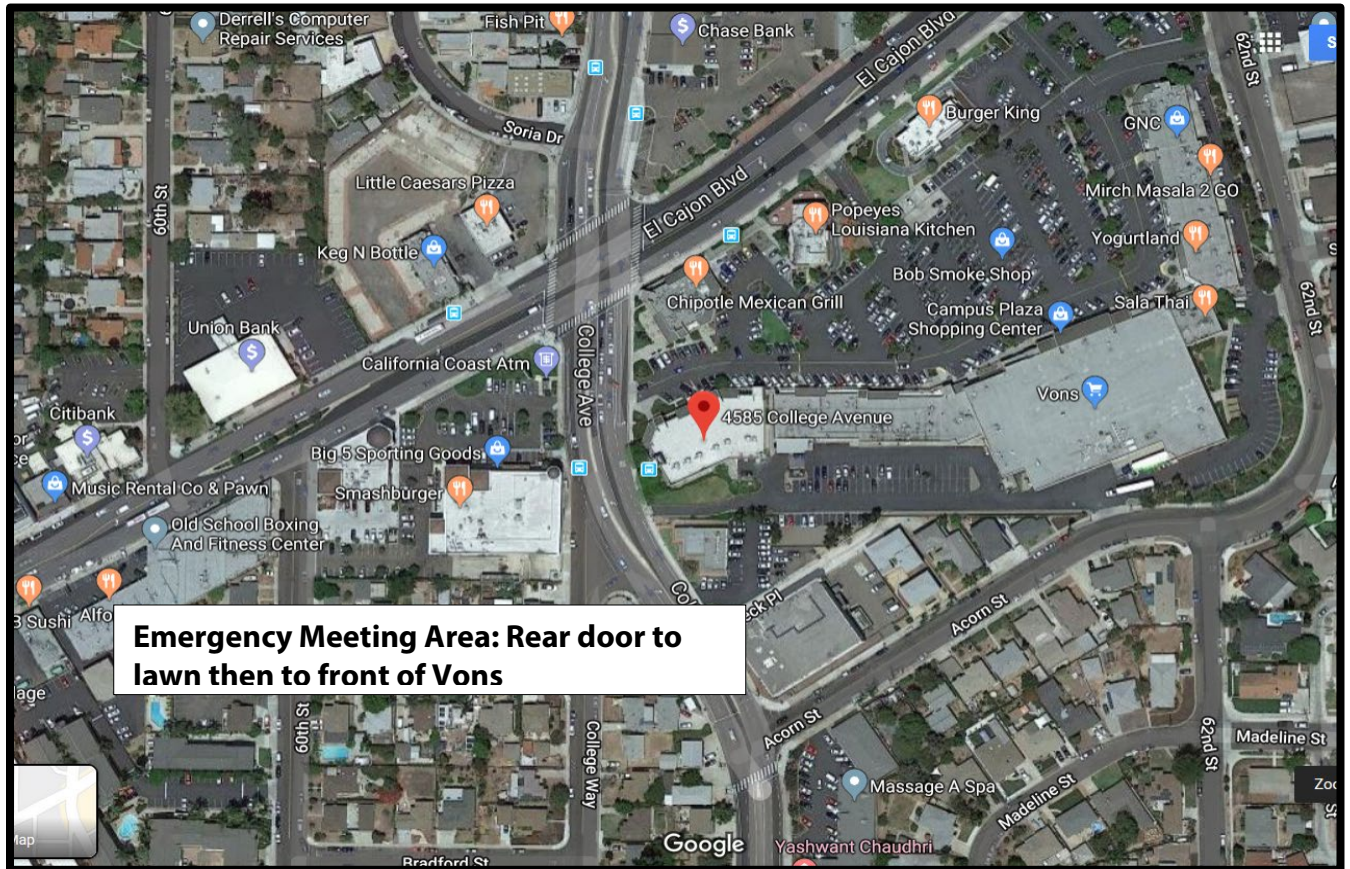 Derrell's Computer
Repair Services
Fish Pit
Chase Bank
El Cajon Blvd
62nd St
S
Burger King
GNC
Soria Dr
Little Caesars Pizza
Mirch Masala 2 GO
60th St
El Cajon Blvd
Popeyes
Louisiana Kitchen
Keg N Bottle
Yogurtland
Bob Smoke Shop
Chipotle Mexican Grill
Campus Plaza
Shopping Center
Sala Thai
62nd St
Union Bank
California Coast Atm
College Ave
Vons
4585 College Avenue
Citibank
Big 5 Sporting Goods
Music Rental Co & Pawn
Smashburger
Old School Boxing
And Fitness Center
Sushi
Alfo
Acorn St
Emergency Meeting Area: Rear door to
lawn then to front of Vons
60th St
College Way
Acorn St
62nd St
Madeline St
Massage A Spa
Madeline St
Map
Google
Yashwant Chaudhri
Bradford St